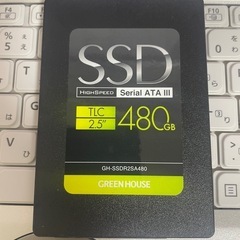 SSD
HIGHSPEED Serial ATA III
TLC
2.5" 480GB
GH-SSDR2SA480
GREEN HOUSE